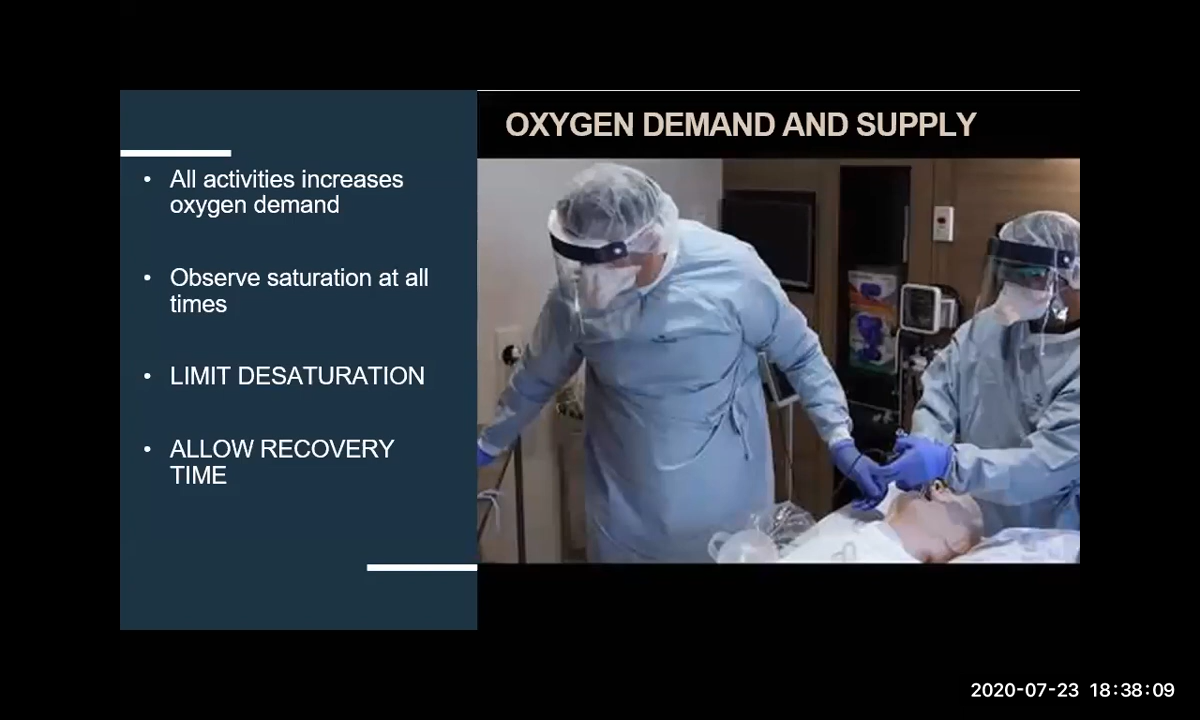 OXYGEN DEMAND AND SUPPLY
• All activities increases
oxygen demand
• Observe saturation at all
times
• LIMIT DESATURATION
• ALLOW RECOVERY
TIME
2020-07-23 18:38:09